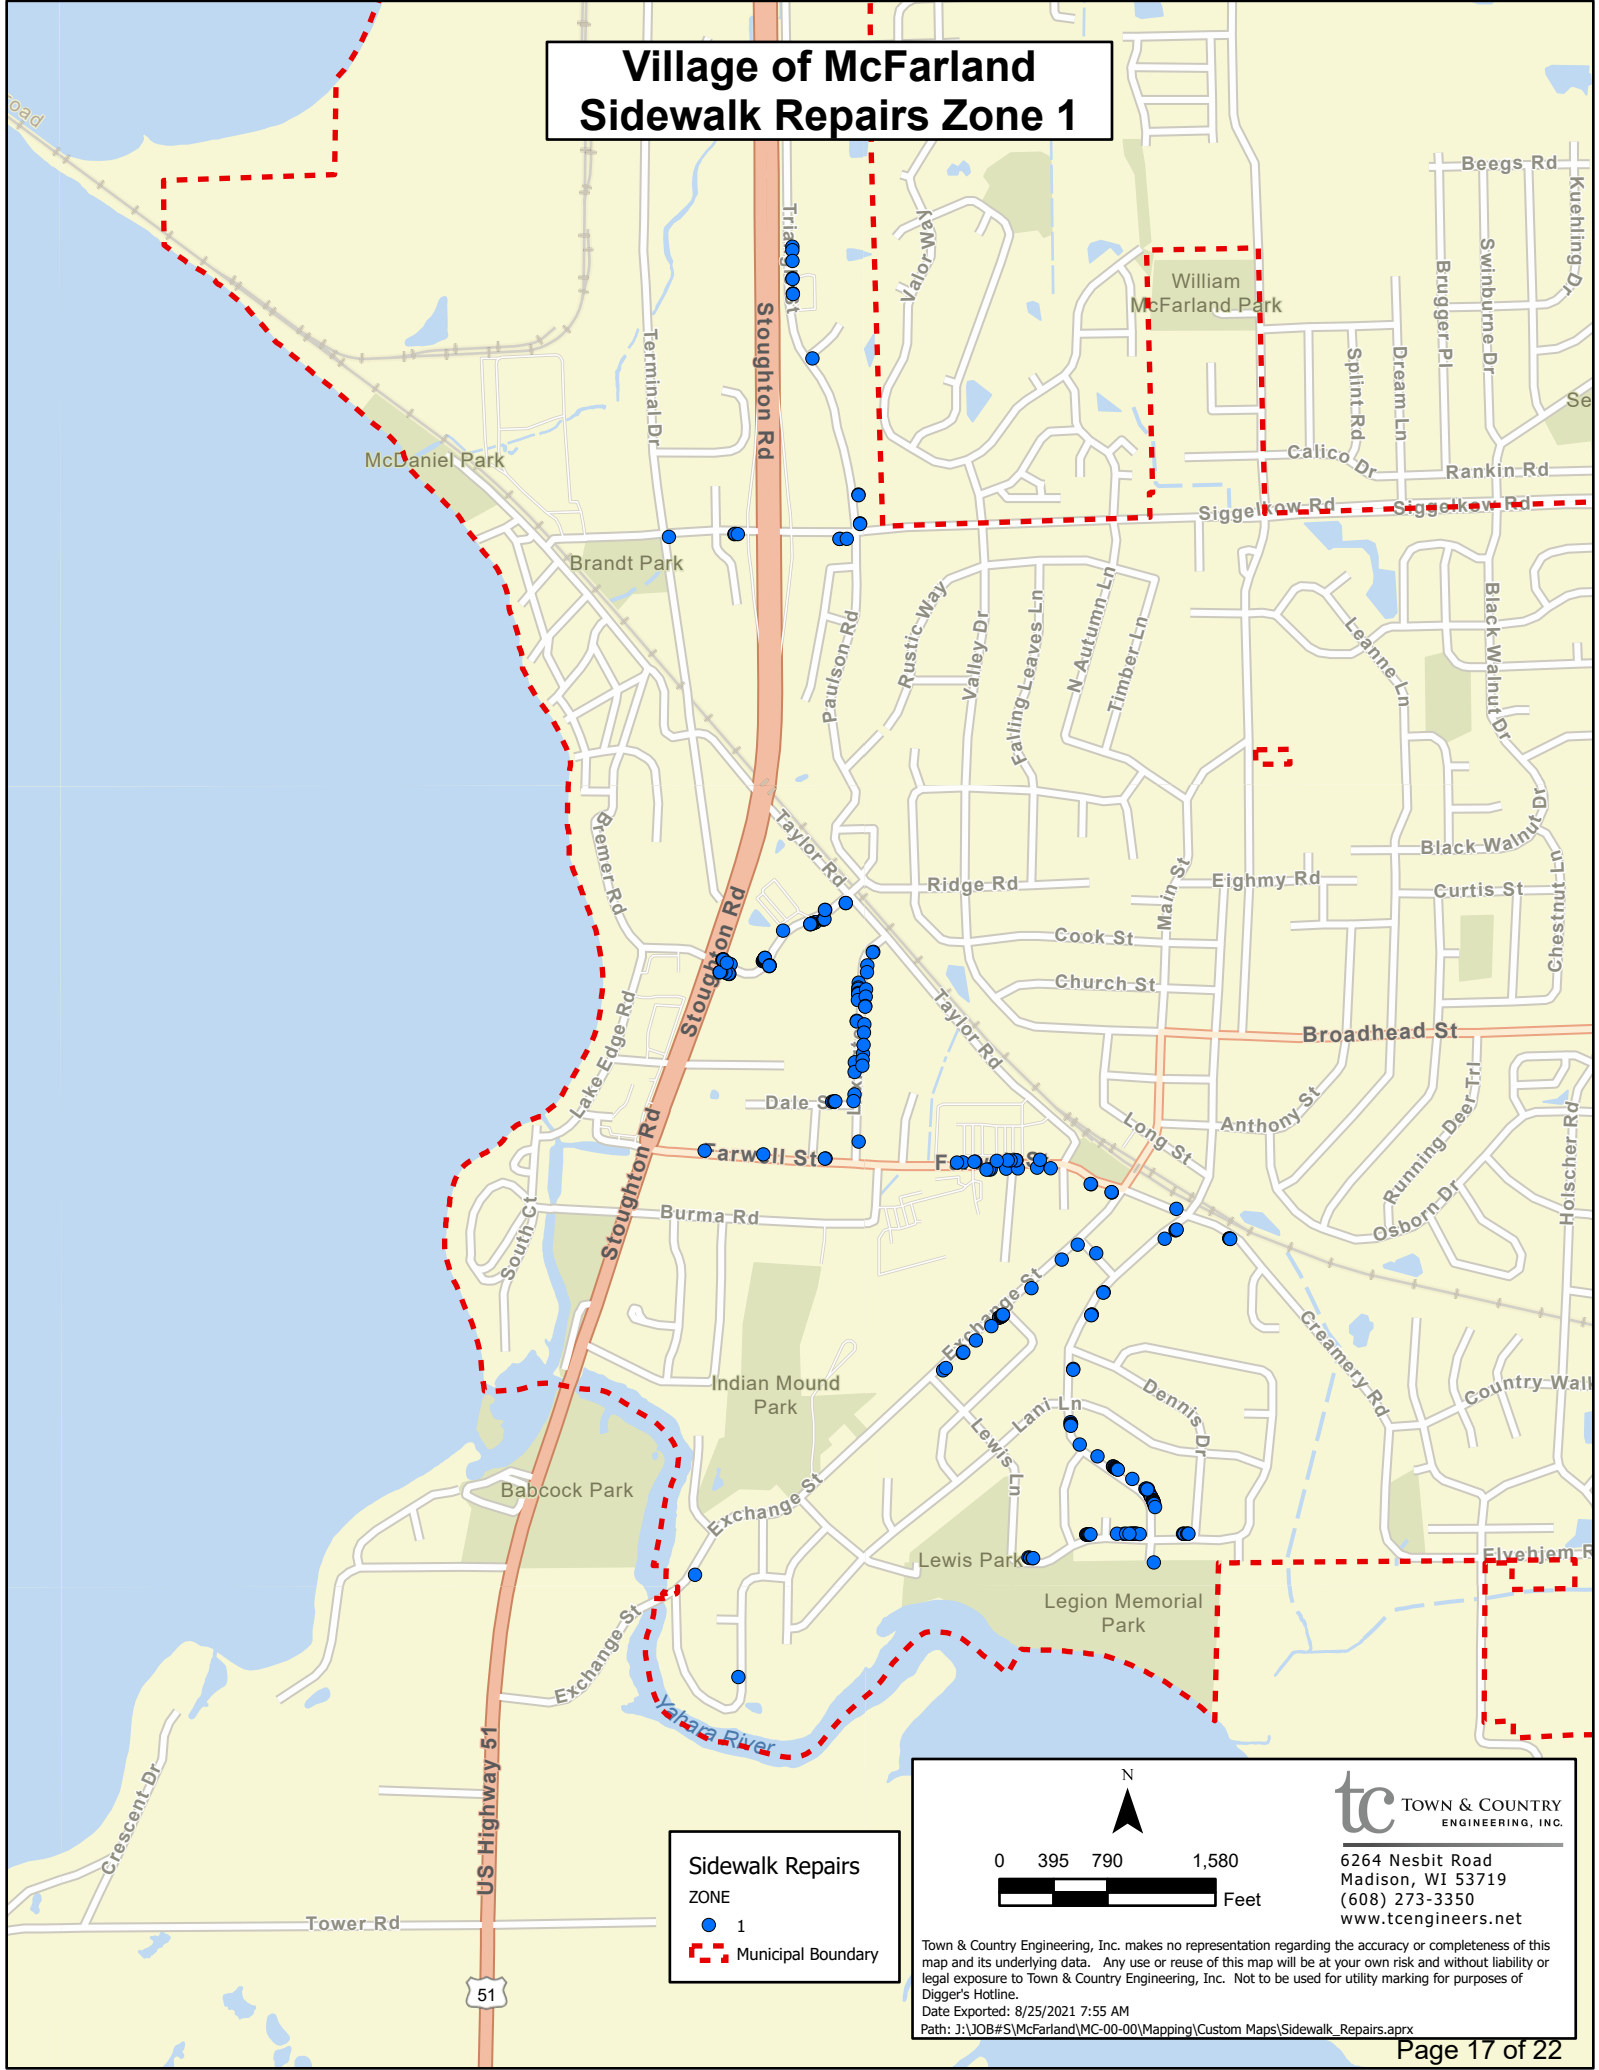 Village of McFarland
Sidewalk Repairs Zone 1
Beegs Rd
Kuehling Dr
Swinburne Dr
Brugger Pl
Valor Way
William
McFarland Park
Stoughton Rd
Terminal Dr
Splint Rd
Dream Ln
McDaniel Park
Calico Dr
Rankin Rd
Siggelkow Rd
Siggelkow Rd
Brandt Park
Paulson Rd
Rustic Way
Valley Dr
Falling Leaves Ln
N Autumn Ln
Timber Ln
Leanne Ln
Black Walnut Dr
Bremer Rd
Taylor Rd
Ridge Rd
Main St
Eighmy Rd
Black Walnut Dr
Curtis St
Chestnut Ln
Stoughton Rd
Cook St
Church St
Taylor Rd
Broadhead St
Lake Edge Rd
Dale S
Long St
Anthony St
Running Deer Trl
Holscher Rd
Stoughton Rd
Farwell St
Burma Rd
South Ct
Osborn Dr
Exchange St
Creamery Rd
Country Wal
Indian Mound
Park
Lani Ln
Dennis Dr
Lewis Ln
Babcock Park
Exchange St
Lewis Park
Elvehjem R
Legion Memorial
Park
Exchange St
Yahara River
US Highway 51
Crescent Dr
Tower Rd
51
Sidewalk Repairs
ZONE
1
Municipal Boundary
N
0 395 790 1,580
Feet
tc TOWN & COUNTRY
ENGINEERING, INC.
6264 Nesbit Road
Madison, WI 53719
(608) 273-3350
www.tcengineers.net
Town & Country Engineering, Inc. makes no representation regarding the accuracy or completeness of this
map and its underlying data. Any use or reuse of this map will be at your own risk and without liability or
legal exposure to Town & Country Engineering, Inc. Not to be used for utility marking for purposes of
Digger's Hotline.
Date Exported: 8/25/2021 7:55 AM
Path: J:\JOB#S\McFarland\MC-00-00\Mapping\Custom Maps\Sidewalk_Repairs.aprx
Page 17 of 22